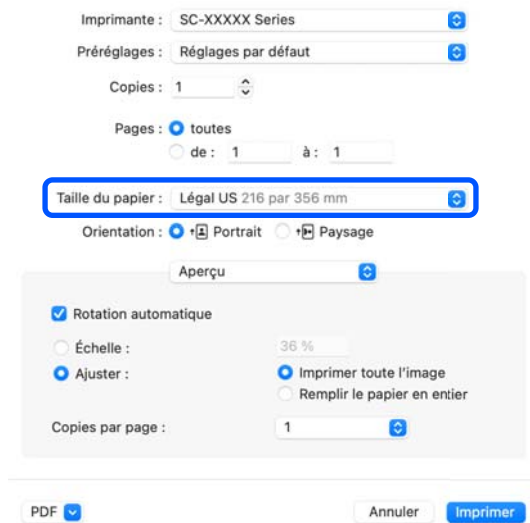 Imprimante : SC-XXXXX Series
Préréglages : Réglages par défaut
Copies : 1
Pages : toutes
de : 1 à : 1
Taille du papier : Légal US 216 par 356 mm
Orientation : Portrait Paysage
Aperçu
Rotation automatique
Échelle : 36 %
Ajuster : Imprimer toute l'image
Remplir le papier en entier
Copies par page : 1
PDF Annuler Imprimer